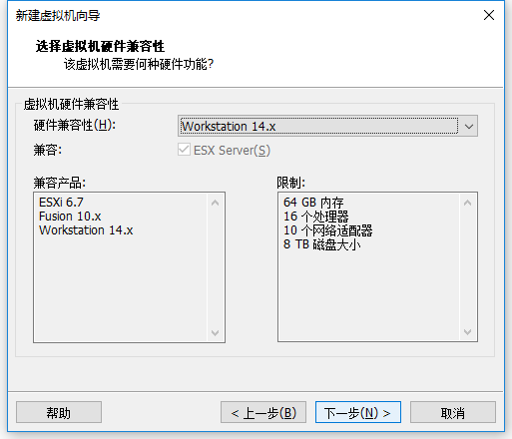 新建虚拟机向导
选择虚拟机硬件兼容性
该虚拟机需要何种硬件功能?
虚拟机硬件兼容性
硬件兼容性(H):
Workstation 14.x
兼容:
ESX Server(S)
兼容产品:
ESXi 6.7
Fusion 10.x
Workstation 14.x
限制:
64 GB 内存
16 个处理器
10 个网络适配器
8 TB 磁盘大小
帮助
< 上一步(B)
下一步(N) >
取消